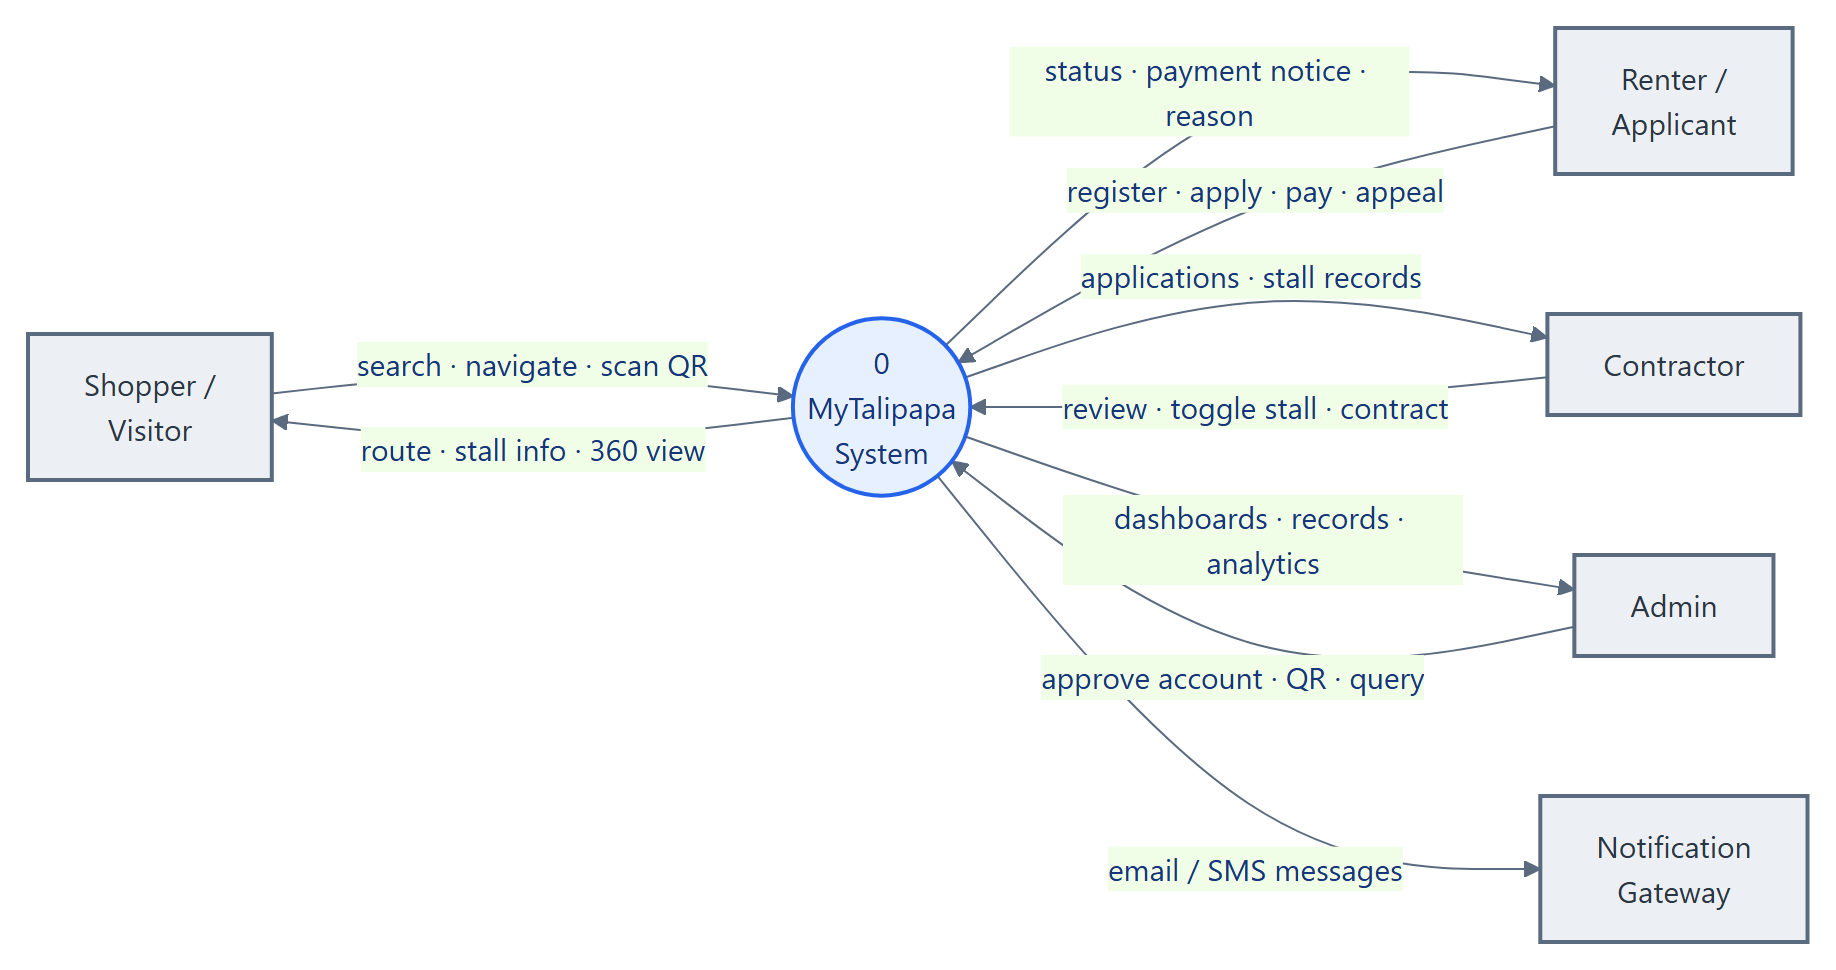 status · payment notice ·
reason
Renter /
Applicant
register · apply · pay · appeal
applications · stall records
Shopper /
Visitor
search · navigate · scan QR
route · stall info · 360 view
0
MyTalipapa
System
Contractor
review · toggle stall · contract
dashboards · records ·
analytics
Admin
approve account · QR · query
email / SMS messages
Notification
Gateway